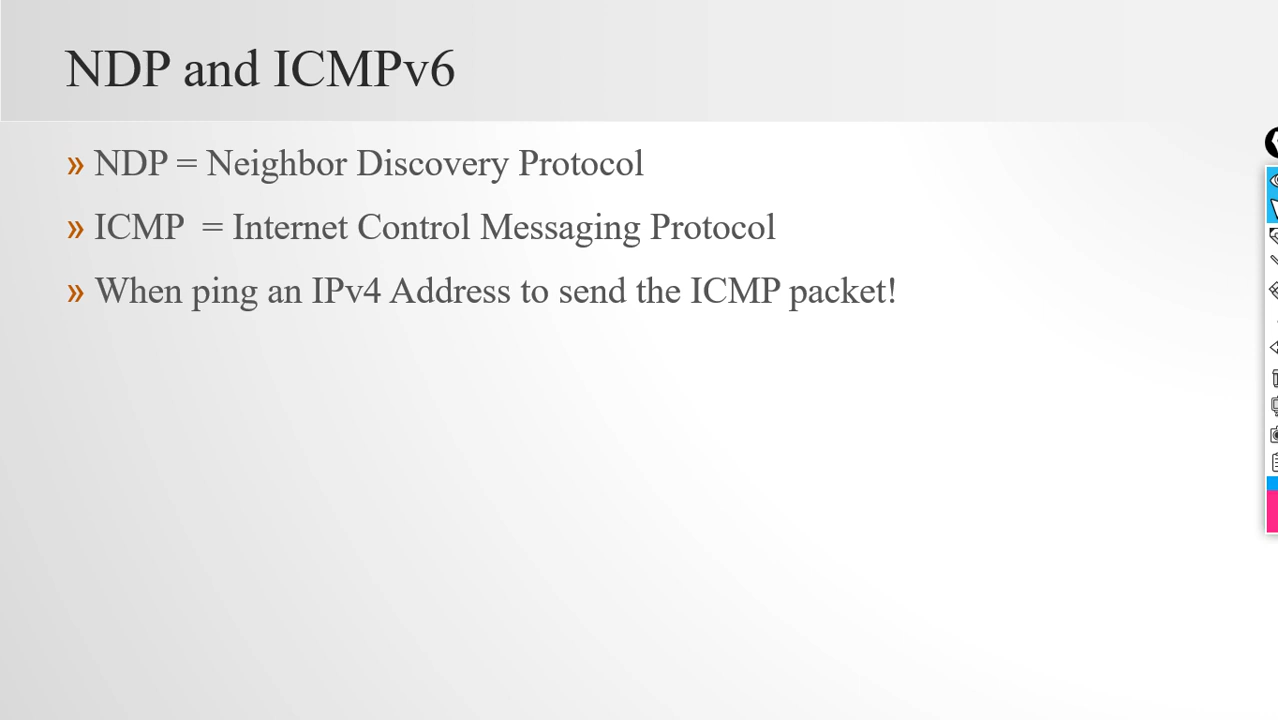 NDP and ICMPv6
» NDP = Neighbor Discovery Protocol
» ICMP = Internet Control Messaging Protocol
» When ping an IPv4 Address to send the ICMP packet!